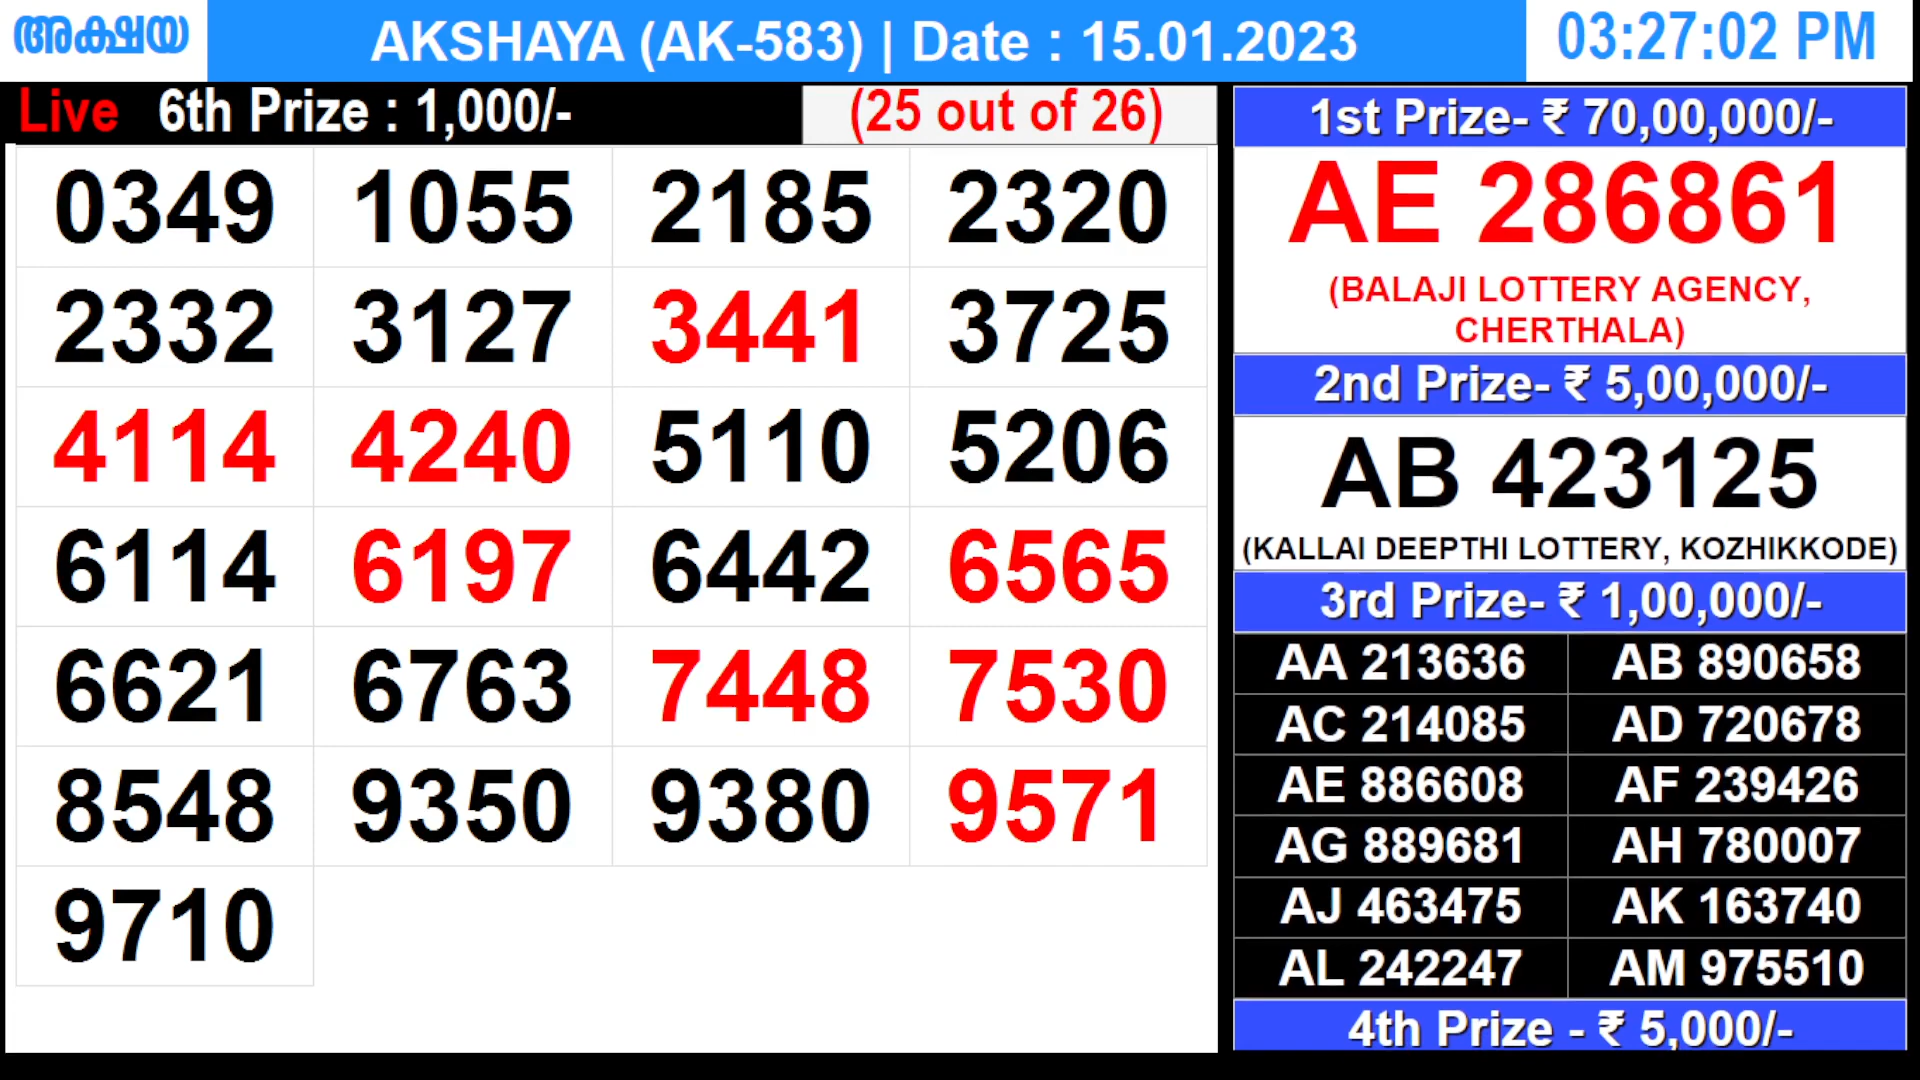 അക്ഷയ
AKSHAYA (AK-583) | Date : 15.01.2023
03:27:02 PM
Live 6th Prize : 1,000/-
(25 out of 26)
0349 1055 2185 2320
2332 3127 3441 3725
4114 4240 5110 5206
6114 6197 6442 6565
6621 6763 7448 7530
8548 9350 9380 9571
9710
1st Prize- ₹ 70,00,000/-
AE 286861
(BALAJI LOTTERY AGENCY,
CHERTHALA)
2nd Prize- ₹ 5,00,000/-
AB 423125
(KALLAI DEEPTHI LOTTERY, KOZHIKKODE)
3rd Prize- ₹ 1,00,000/-
AA 213636 AB 890658
AC 214085 AD 720678
AE 886608 AF 239426
AG 889681 AH 780007
AJ 463475 AK 163740
AL 242247 AM 975510
4th Prize - ₹ 5,000/-